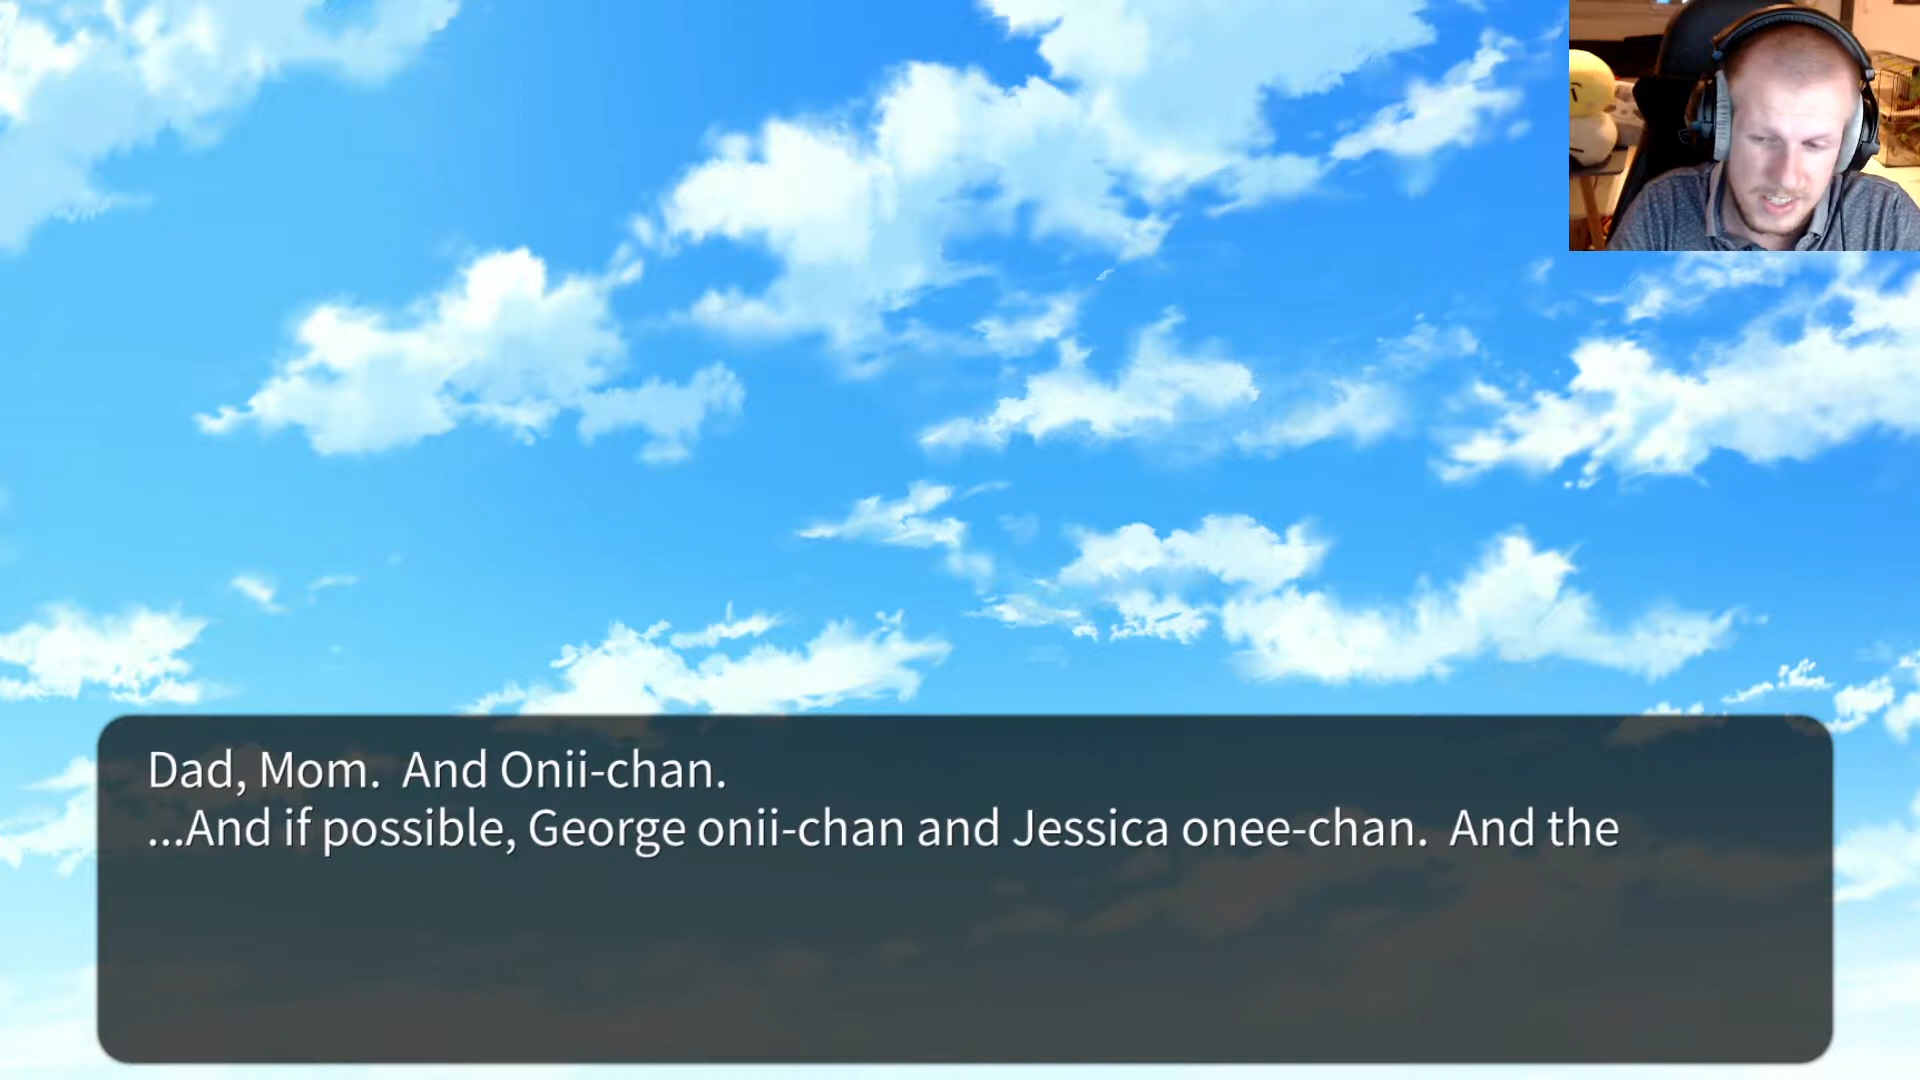 Dad, Mom.  And Onii-chan.
...And if possible, George onii-chan and Jessica onee-chan.  And the